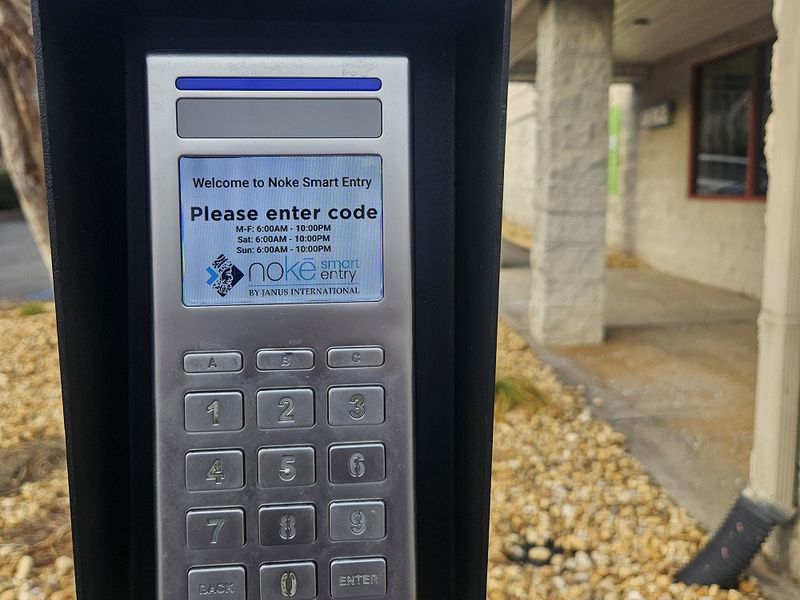 Welcome to Noke Smart Entry
Please enter code
M-F: 6:00AM - 10:00PM
Sat: 6:00AM - 10:00PM
Sun: 6:00AM - 10:00PM
nokē smart entry
BY JANUS INTERNATIONAL
A B C
1 2 3
4 5 6
7 8 9
BACK 0 ENTER